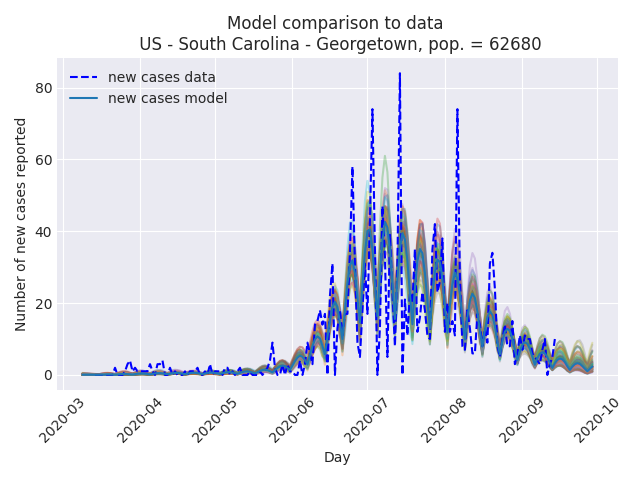 Model comparison to data
US - South Carolina - Georgetown, pop. = 62680
new cases data
new cases model
Number of new cases reported
80
60
40
20
0
2020-03
2020-04
2020-05
2020-06
2020-07
2020-08
2020-09
2020-10
Day